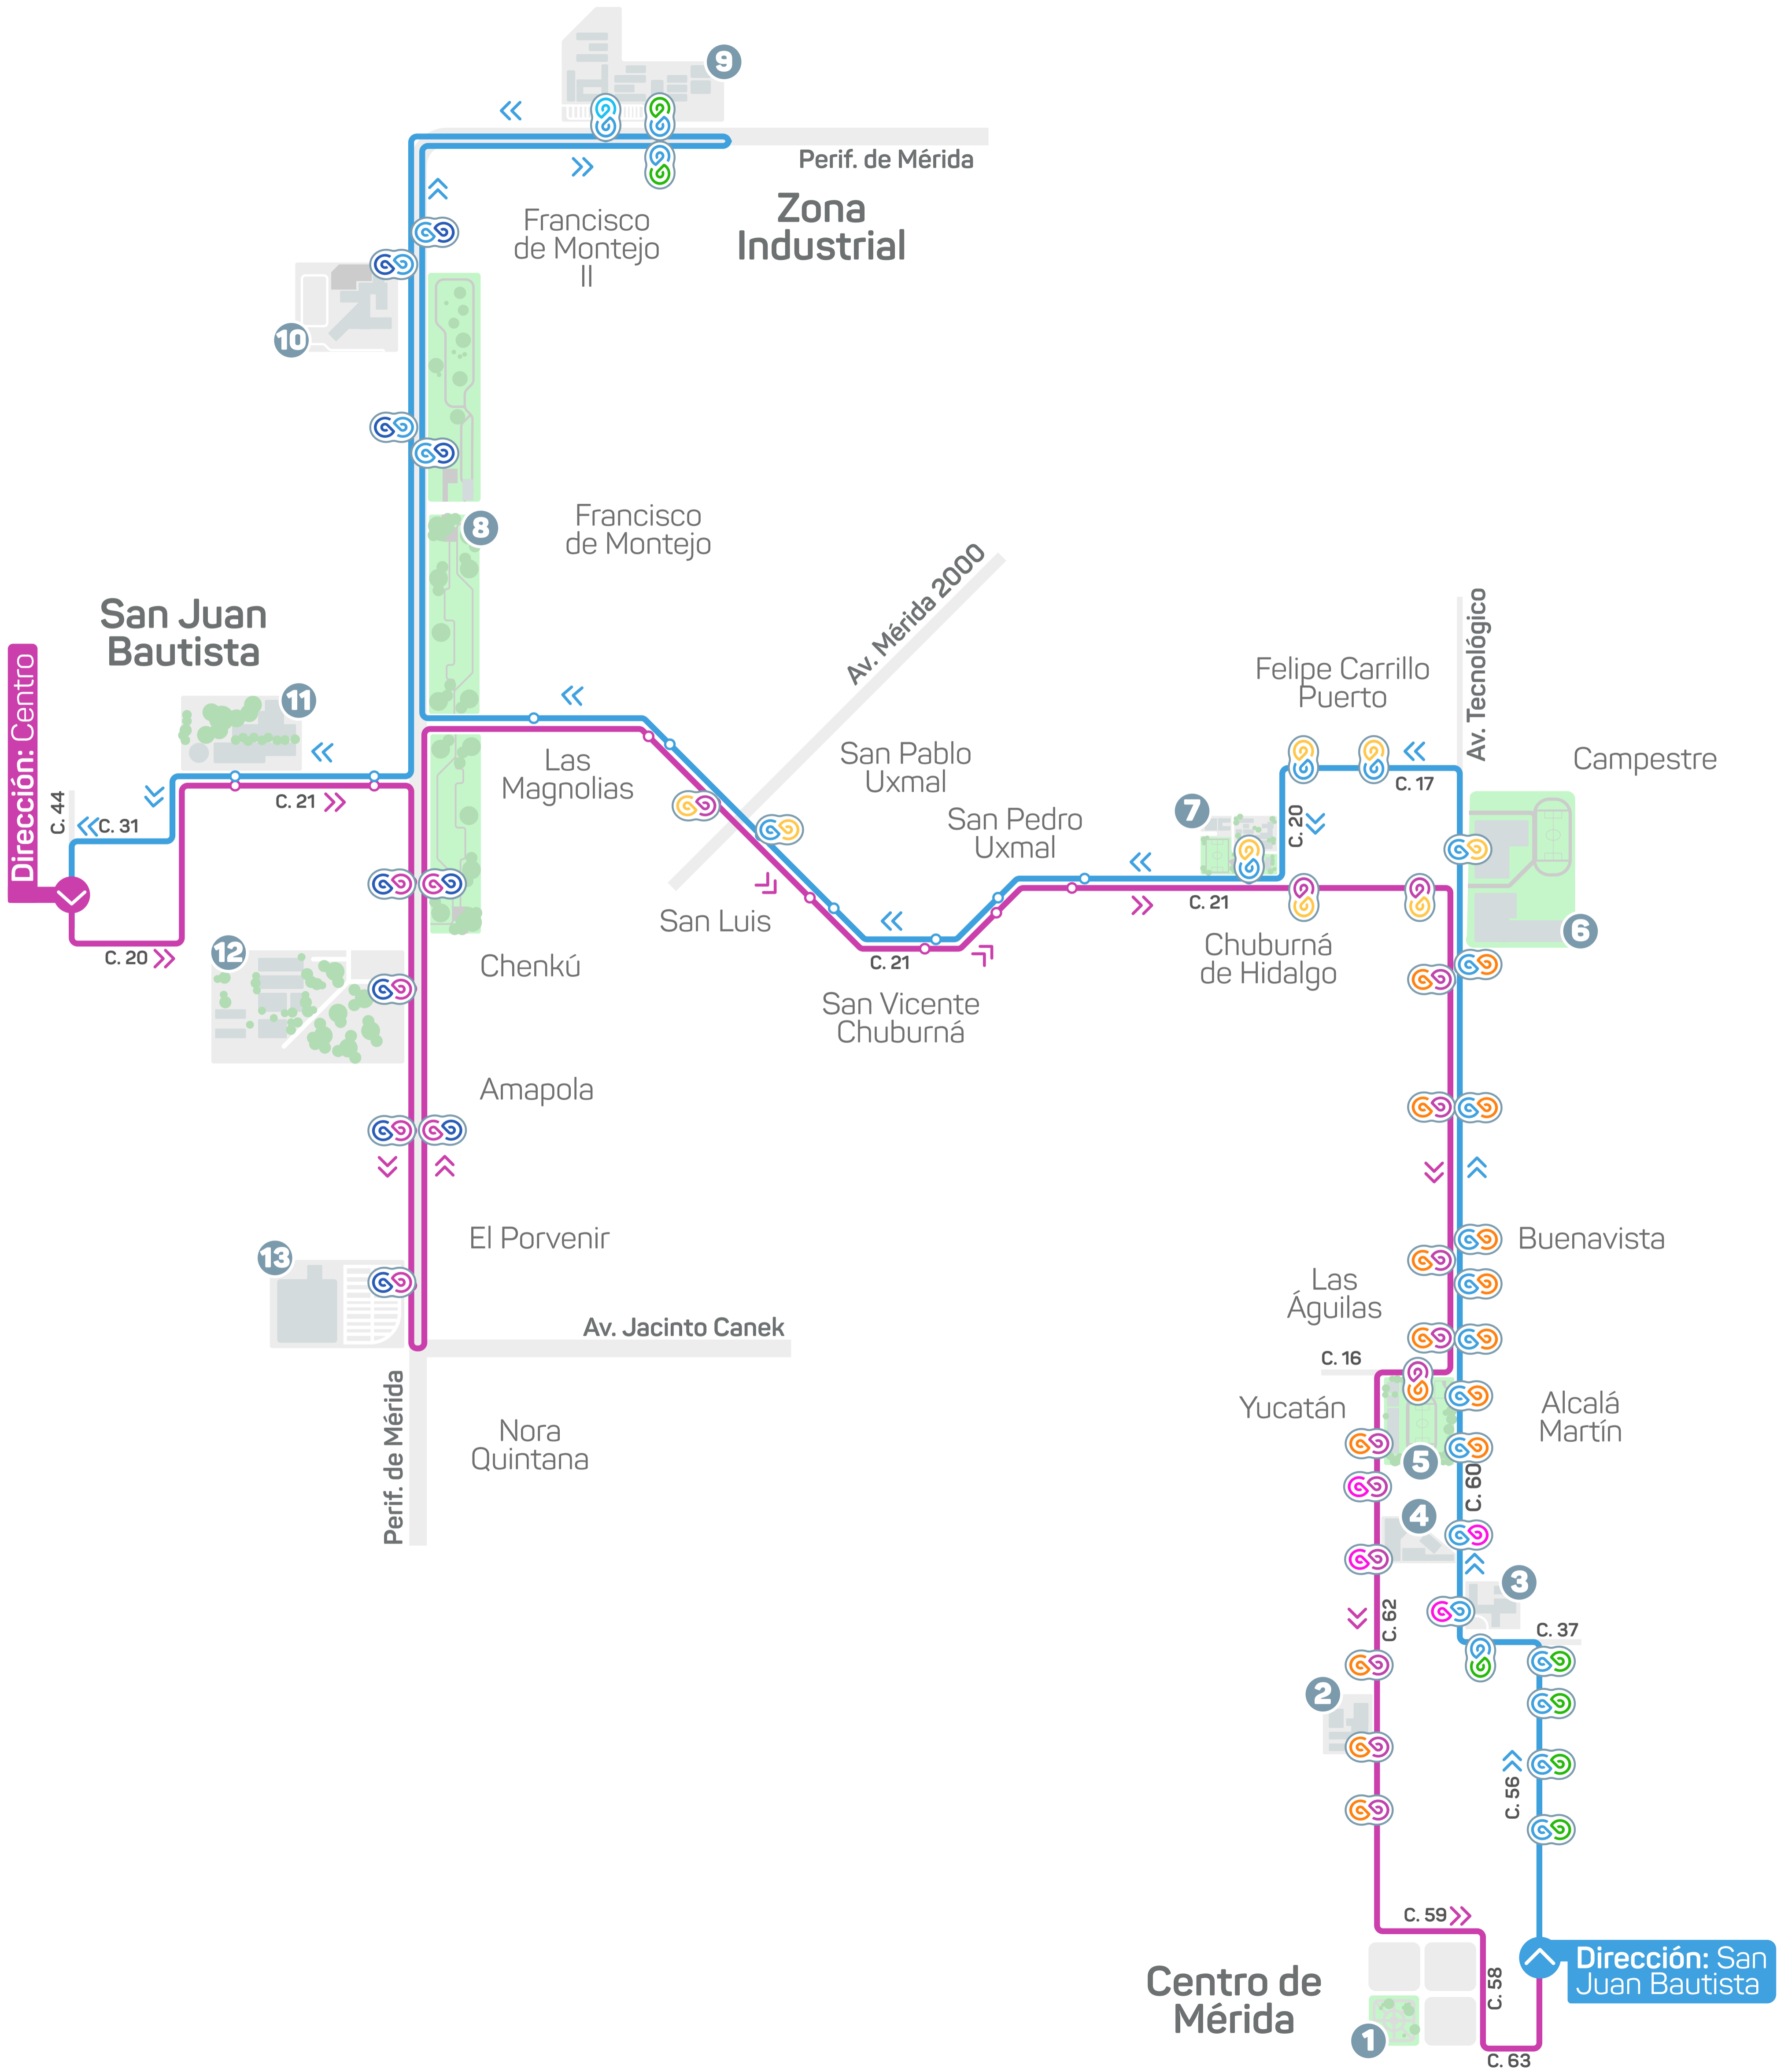 9
Perif. de Mérida
Zona
Industrial
Francisco
de Montejo
II
10
8
Francisco
de Montejo
San Juan
Bautista
Dirección: Centro
11
C. 44
C. 31
C. 21
C. 20
Las
Magnolias
Av. Mérida 2000
San Pablo
Uxmal
San Pedro
Uxmal
San Luis
C. 21
San Vicente
Chuburná
7
C. 20
C. 21
Felipe Carrillo
Puerto
C. 17
Av. Tecnológico
Campestre
6
Chuburná
de Hidalgo
12
Chenkú
Amapola
El Porvenir
13
Av. Jacinto Canek
Perif. de Mérida
Nora
Quintana
Buenavista
Las
Águilas
C. 16
Yucatán
Alcalá
Martín
5
C. 60
4
3
C. 62
C. 37
2
C. 56
C. 59
C. 58
Dirección: San
Juan Bautista
Centro de
Mérida
1
C. 63